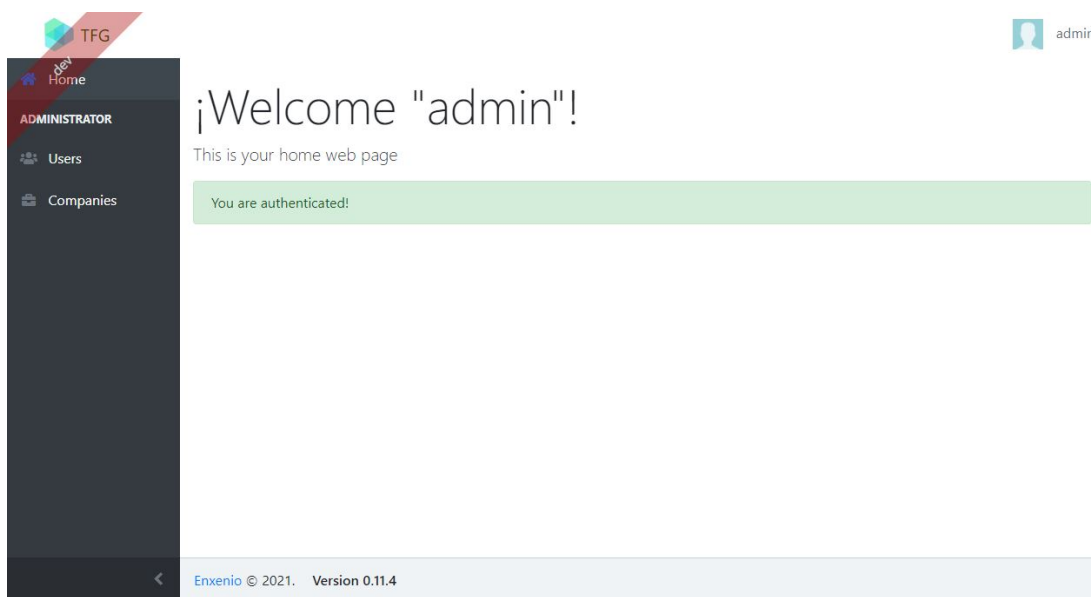 TFG
admin
dev
Home
ADMINISTRATOR
Users
Companies
¡Welcome "admin"!
This is your home web page
You are authenticated!
Enxenio © 2021. Version 0.11.4